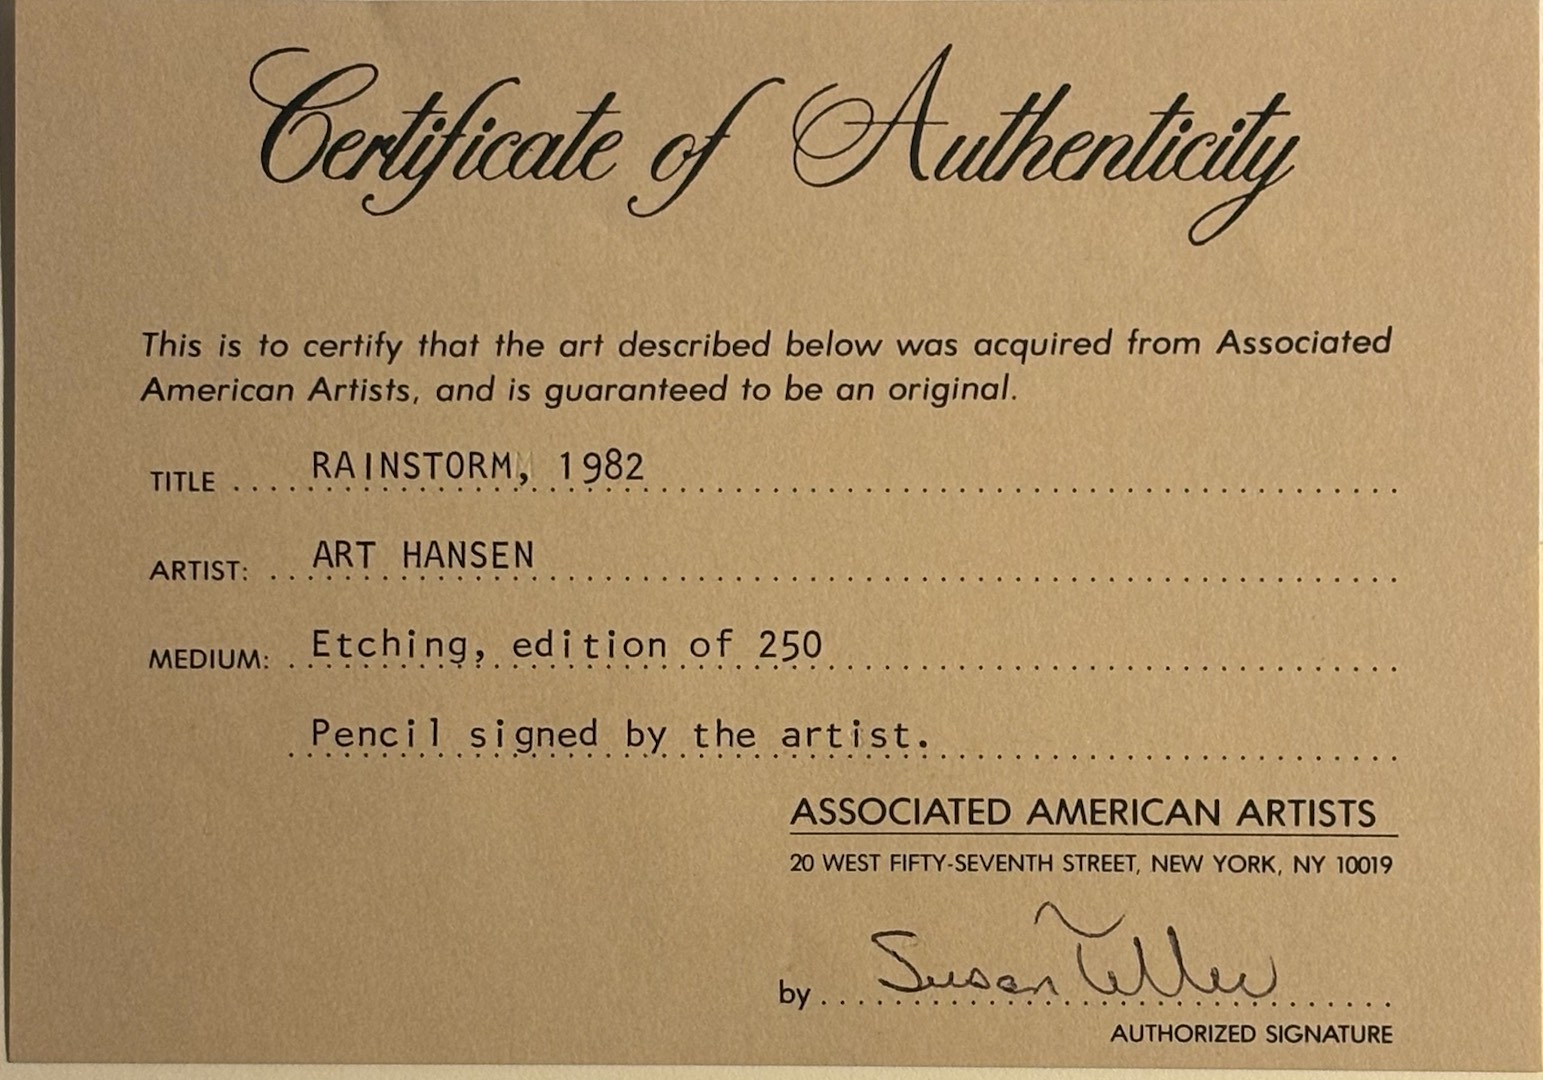 Certificate of Authenticity
This is to certify that the art described below was acquired from Associated
American Artists, and is guaranteed to be an original.
TITLE .... RAINSTORM, 1982
ARTIST: .. ART HANSEN
MEDIUM: . Etching, edition of 250
Pencil signed by the artist.
ASSOCIATED AMERICAN ARTISTS
20 WEST FIFTY-SEVENTH STREET, NEW YORK, NY 10019
by Susan Teller
AUTHORIZED SIGNATURE